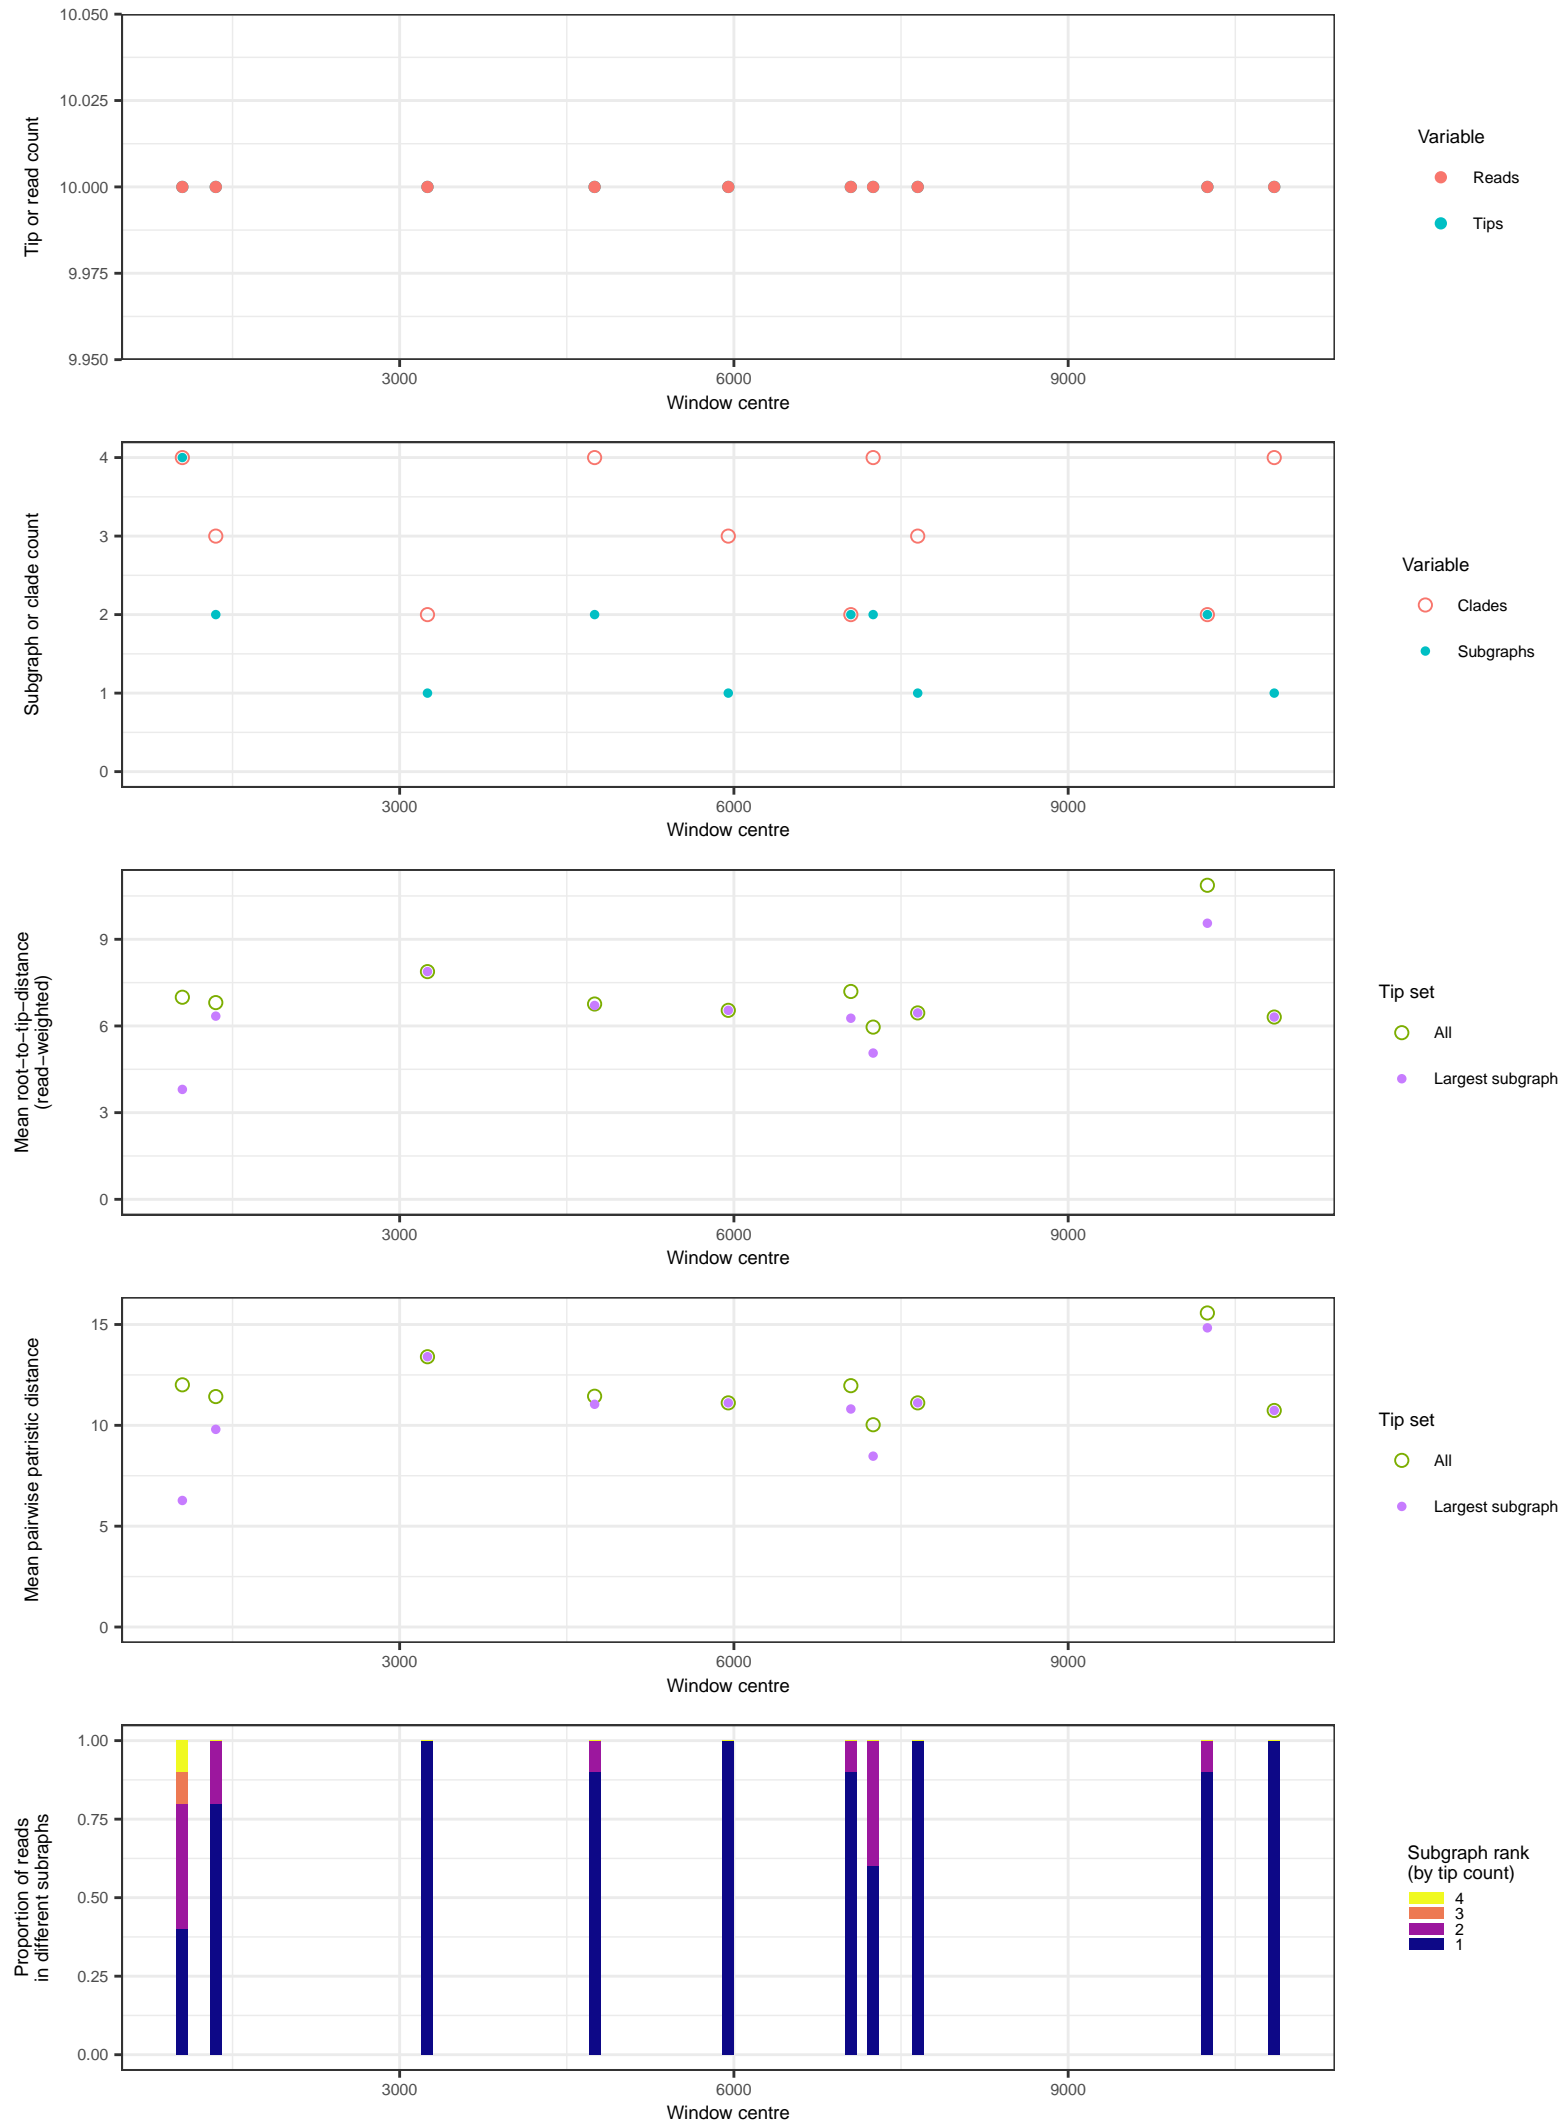 10.050
10.025
10.000
9.975
9.950
Tip or read count
3000
6000
9000
Window centre
Variable
Reads
Tips
4
3
2
1
0
Subgraph or clade count
3000
6000
9000
Window centre
Variable
Clades
Subgraphs
9
6
3
0
Mean root−to−tip−distance
(read−weighted)
3000
6000
9000
Window centre
Tip set
All
Largest subgraph
15
10
5
0
Mean pairwise patristic distance
3000
6000
9000
Window centre
Tip set
All
Largest subgraph
1.00
0.75
0.50
0.25
0.00
Proportion of reads
in different subraphs
3000
6000
9000
Window centre
Subgraph rank
(by tip count)
4
3
2
1